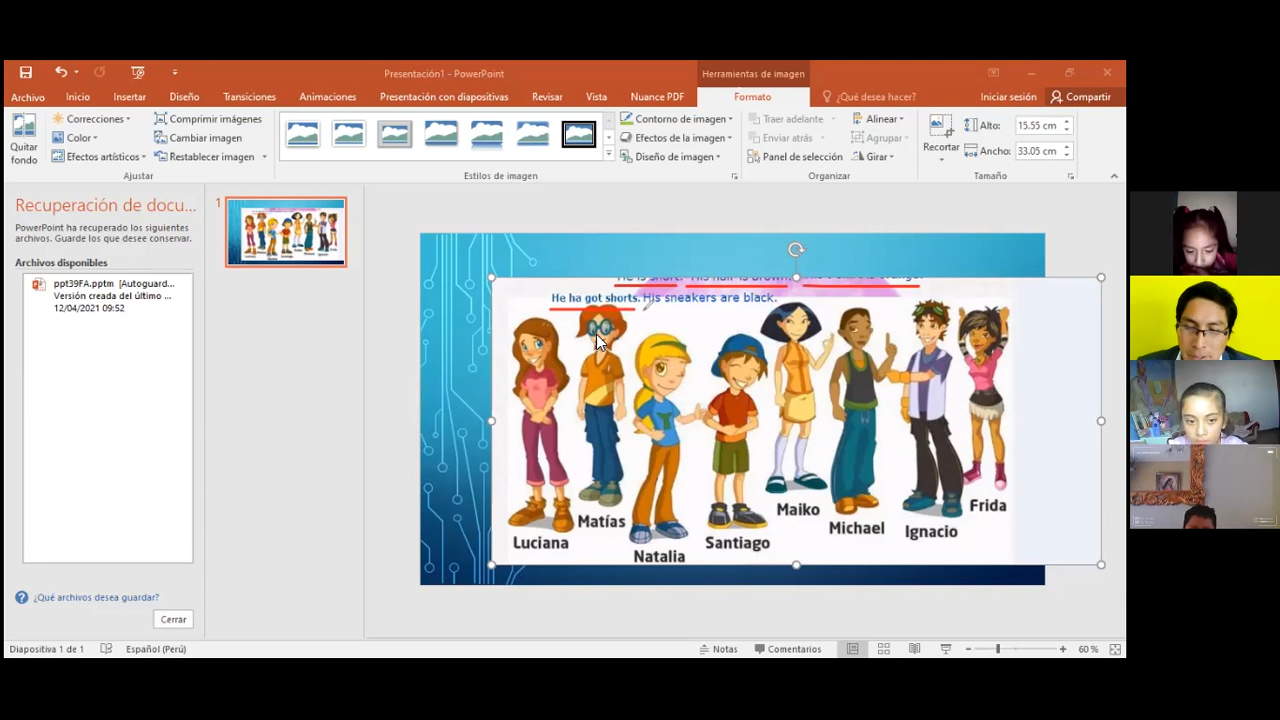 Presentación1 - PowerPoint
Herramientas de imagen
Archivo Inicio Insertar Diseño Transiciones Animaciones Presentación con diapositivas Revisar Vista Nuance PDF Formato ¿Qué desea hacer? Iniciar sesión Compartir
Quitar fondo
Correcciones
Color
Efectos artísticos
Comprimir imágenes
Cambiar imagen
Restablecer imagen
Ajustar
Estilos de imagen
Contorno de imagen
Efectos de la imagen
Diseño de imagen
Traer adelante
Enviar atrás
Panel de selección
Alinear
Agrupar
Girar
Organizar
Recortar
Alto: 15.55 cm
Ancho: 33.05 cm
Tamaño
Recuperación de docu...
PowerPoint ha recuperado los siguientes
archivos. Guarde los que desee conservar.
Archivos disponibles
ppt39FA.pptm [Autoguard...
Versión creada del último ...
12/04/2021 09:52
¿Qué archivos desea guardar?
Cerrar
1
He is short. His hair is brown.
He ha got shorts. His sneakers are black.
Luciana
Matías
Natalia
Santiago
Maiko
Michael
Ignacio
Frida
Diapositiva 1 de 1 Español (Perú) Notas Comentarios 60 %